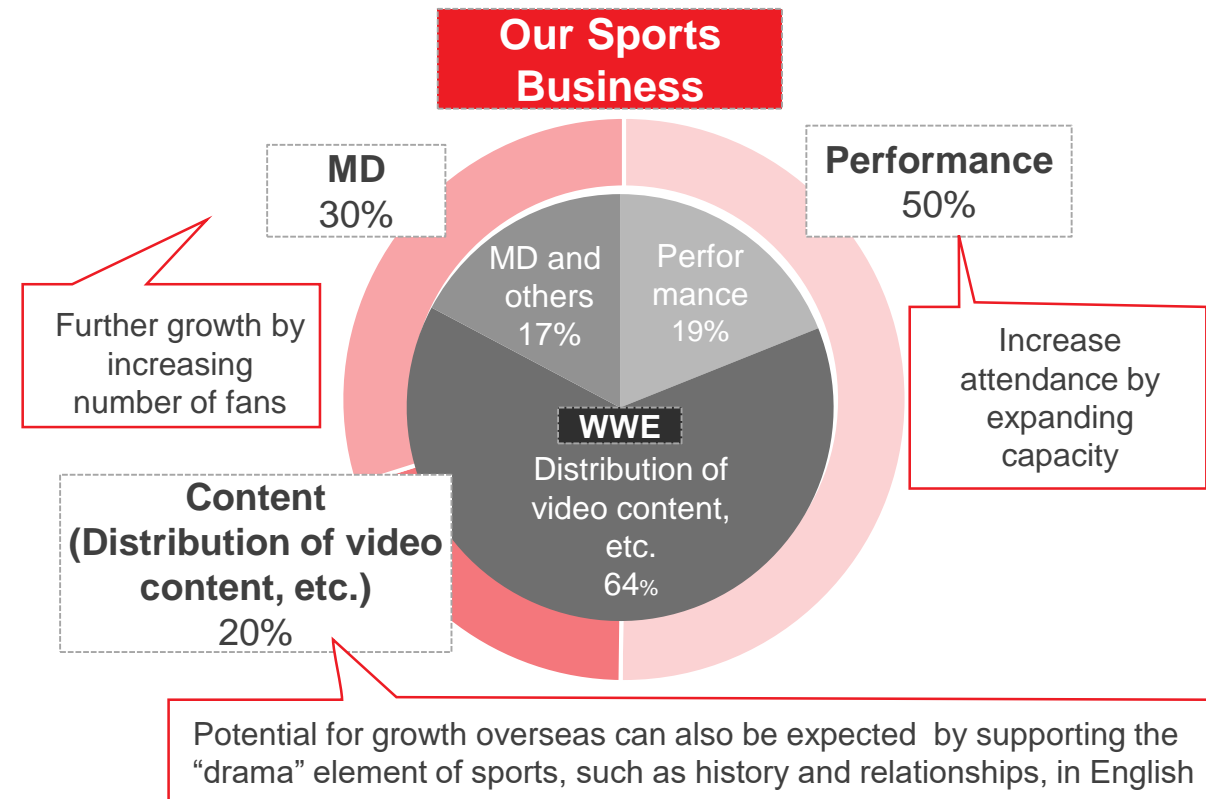 Our Sports
Business
MD
30%
Performance
50%
MD and
others
17%
Perfor
mance
19%
Further growth by
increasing
number of fans
Increase
attendance by
expanding
capacity
WWE
Distribution of
video content,
etc.
64%
Content
(Distribution of video
content, etc.)
20%
Potential for growth overseas can also be expected by supporting the
“drama” element of sports, such as history and relationships, in English